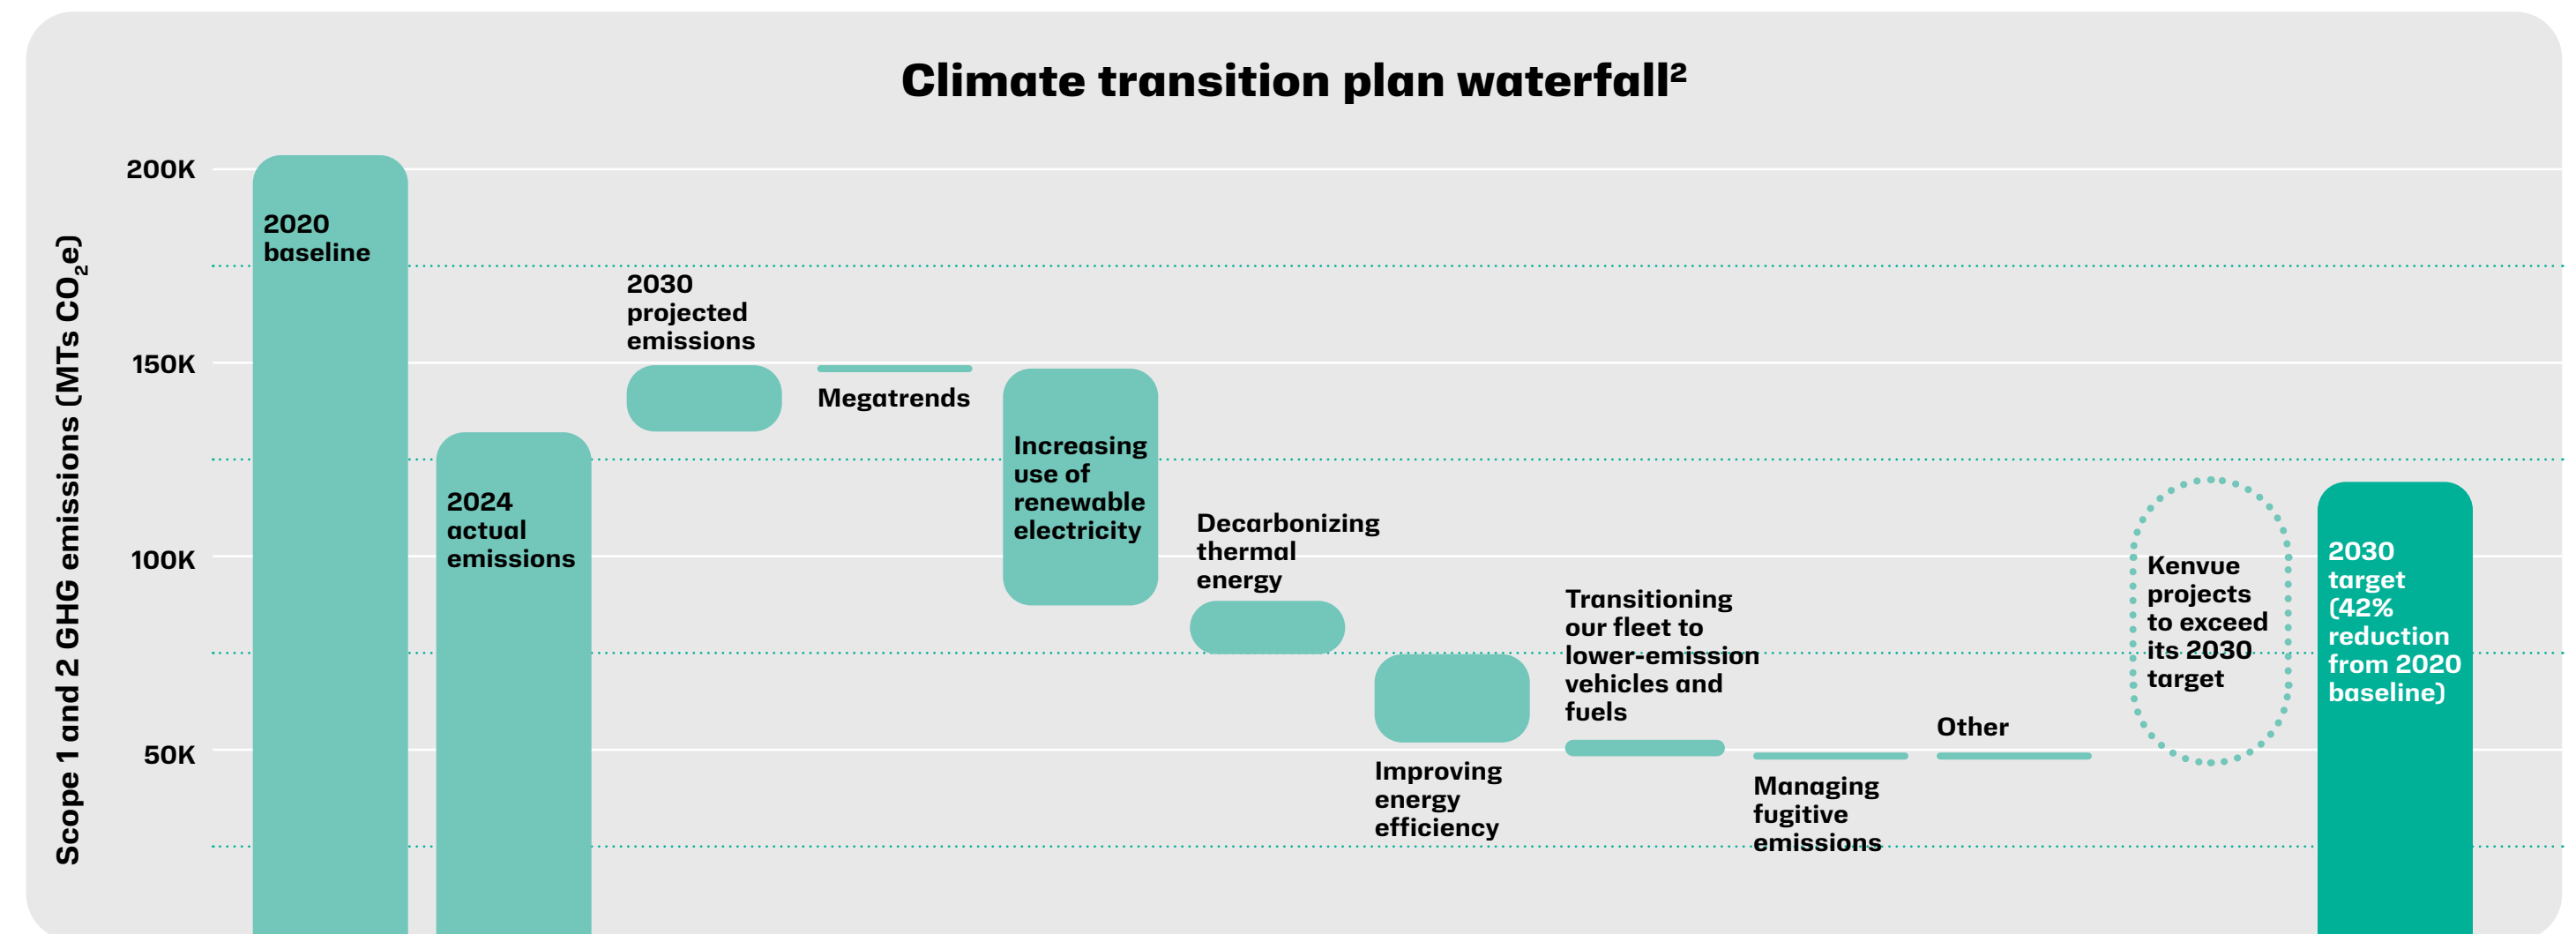 Climate transition plan waterfall²
Scope 1 and 2 GHG emissions (MTs CO₂e)
200K
150K
100K
50K
2020
baseline
2024
actual
emissions
2030
projected
emissions
Megatrends
Increasing
use of
renewable
electricity
Decarbonizing
thermal
energy
Improving
energy
efficiency
Transitioning
our fleet to
lower-emission
vehicles and
fuels
Managing
fugitive
emissions
Other
Kenvue
projects
to exceed
its 2030
target
2030
target
(42%
reduction
from 2020
baseline)